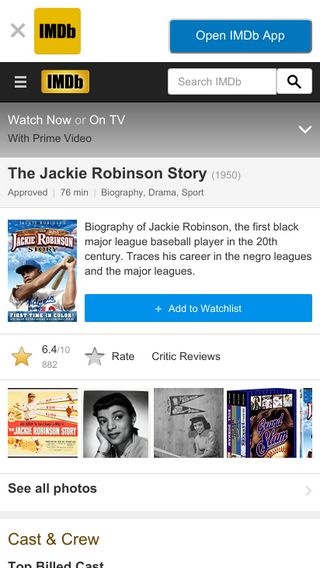 IMDb
Open IMDb App
IMDb
Search IMDb
Watch Now or On TV
With Prime Video
The Jackie Robinson Story (1950)
Approved | 76 min | Biography, Drama, Sport
JACKIE ROBINSON
STORY
FIRST TIME IN COLOR!
Biography of Jackie Robinson, the first black
major league baseball player in the 20th
century. Traces his career in the negro leagues
and the major leagues.
+ Add to Watchlist
6.4/10
882
Rate
Critic Reviews
THE JACKIE ROBINSON STORY
Grand
Slam
See all photos
Cast & Crew
Top Billed Cast